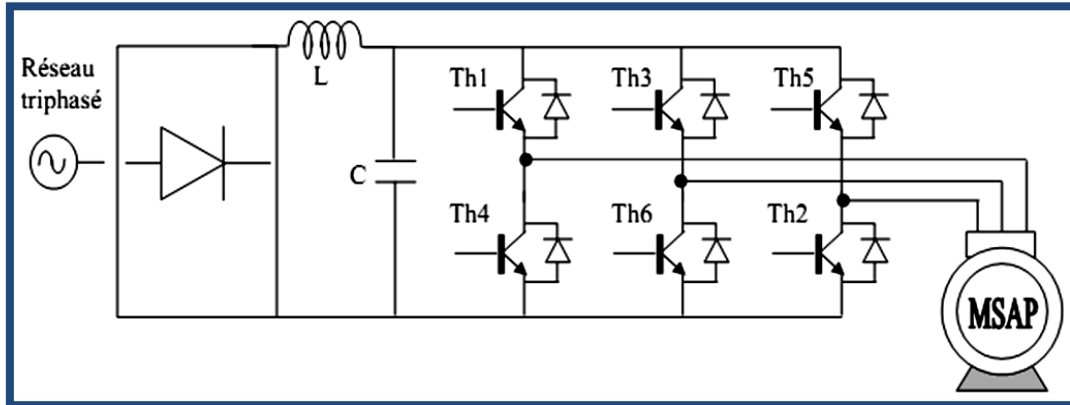 Réseau
triphasé
L
C
Th1
Th3
Th5
Th4
Th6
Th2
MSAP